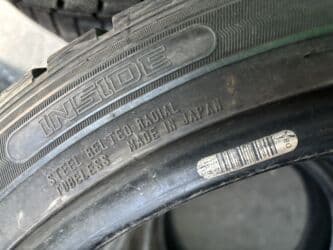 INSIDE
STEEL BELTED RADIAL
TUBELESS MADE IN JAPAN